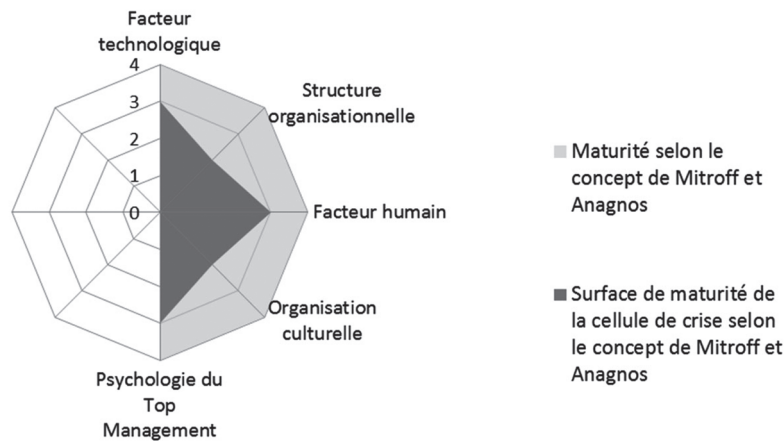 Facteur
technologique
4
3
2
1
0
Structure
organisationnelle
Facteur humain
Organisation
culturelle
Psychologie du
Top
Management
Maturité selon le
concept de Mitroff et
Anagnos
Surface de maturité de
la cellule de crise selon
le concept de Mitroff et
Anagnos